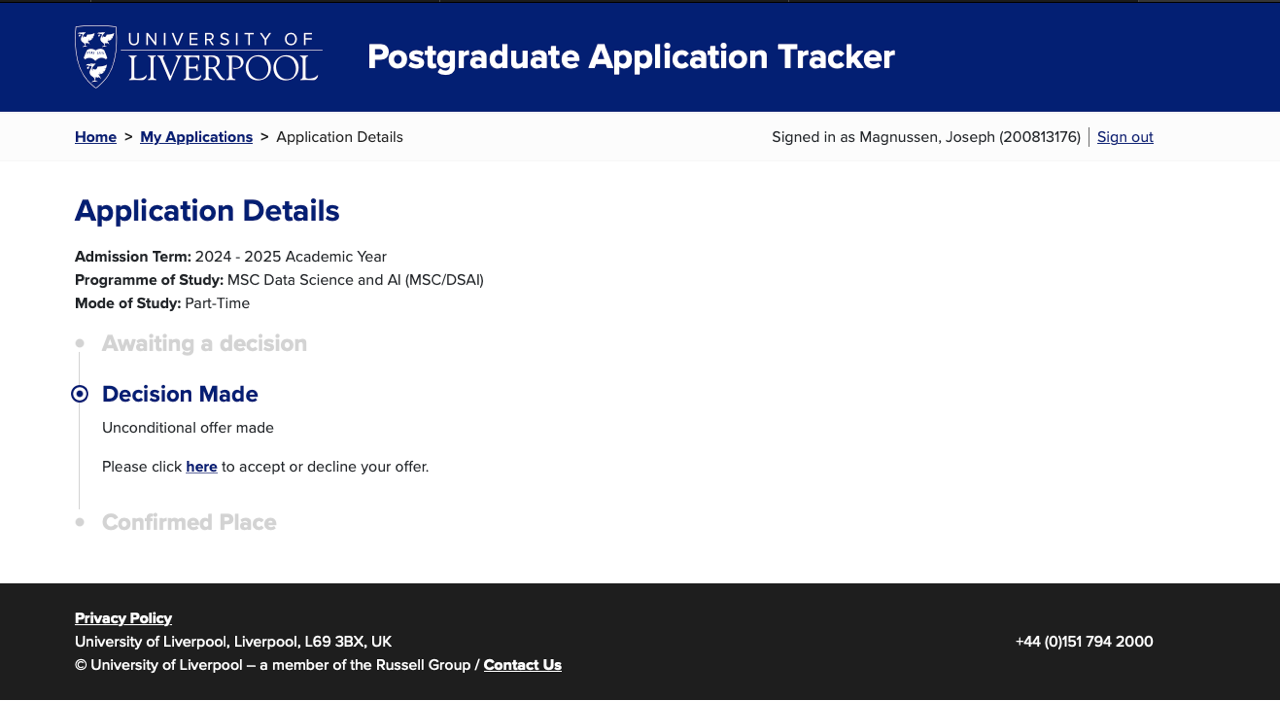 UNIVERSITY OF
LIVERPOOL
Postgraduate Application Tracker
Home > My Applications > Application Details
Signed in as Magnussen, Joseph (200813176) | Sign out
Application Details
Admission Term: 2024 - 2025 Academic Year
Programme of Study: MSC Data Science and AI (MSC/DSAI)
Mode of Study: Part-Time
Awaiting a decision
Decision Made
Unconditional offer made
Please click here to accept or decline your offer.
Confirmed Place
Privacy Policy
University of Liverpool, Liverpool, L69 3BX, UK
+44 (0)151 794 2000
© University of Liverpool – a member of the Russell Group / Contact Us